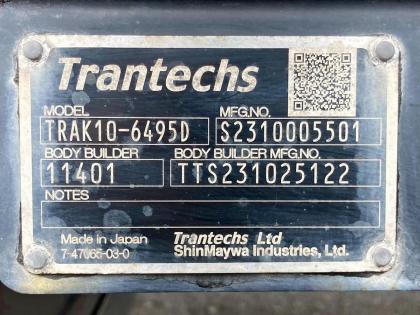 Trantechs
MODEL MFG.NO.
TRAK10-6495D S2310005501
BODY BUILDER BODY BUILDER MFG.NO.
11401 TTS231025122
NOTES
Made in Japan Trantechs Ltd
7-47065-03-0 ShinMaywa Industries, Ltd.